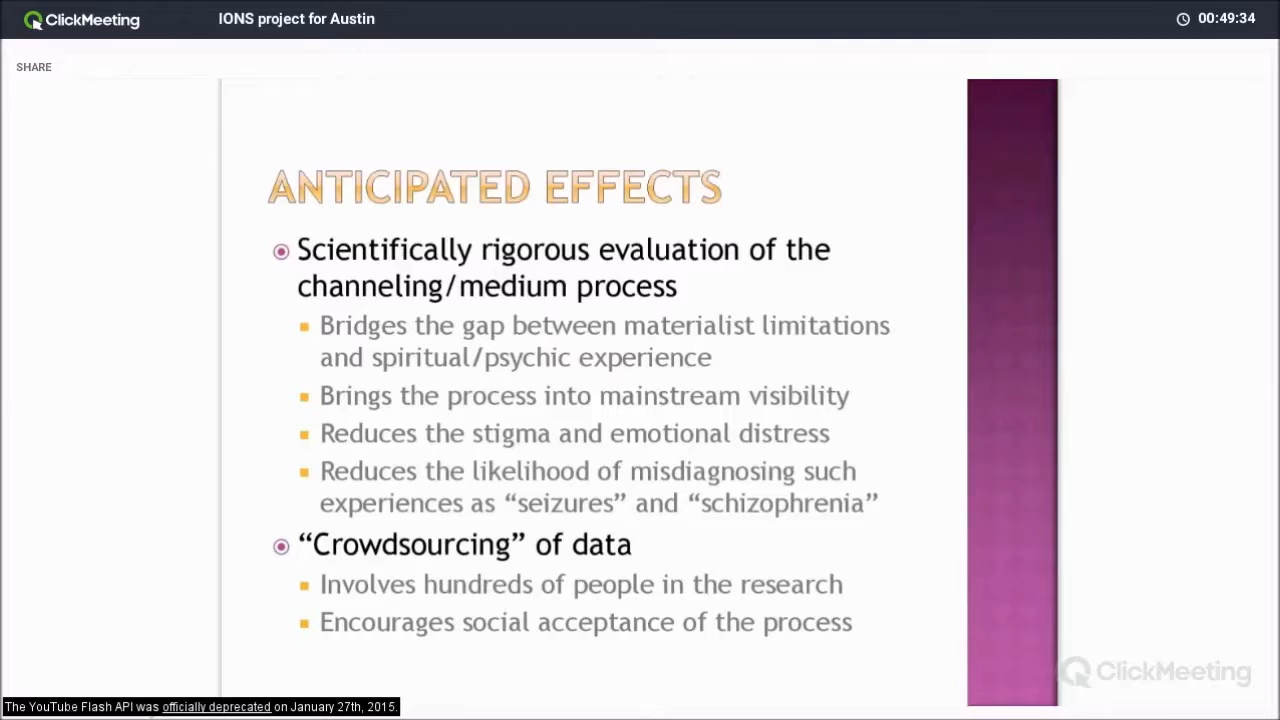 ClickMeeting
IONS project for Austin
00:49:34
SHARE
ANTICIPATED EFFECTS
Scientifically rigorous evaluation of the
channeling/medium process
Bridges the gap between materialist limitations
and spiritual/psychic experience
Brings the process into mainstream visibility
Reduces the stigma and emotional distress
Reduces the likelihood of misdiagnosing such
experiences as “seizures” and “schizophrenia”
“Crowdsourcing” of data
Involves hundreds of people in the research
Encourages social acceptance of the process
ClickMeeting
The YouTube Flash API was officially deprecated on January 27th, 2015.